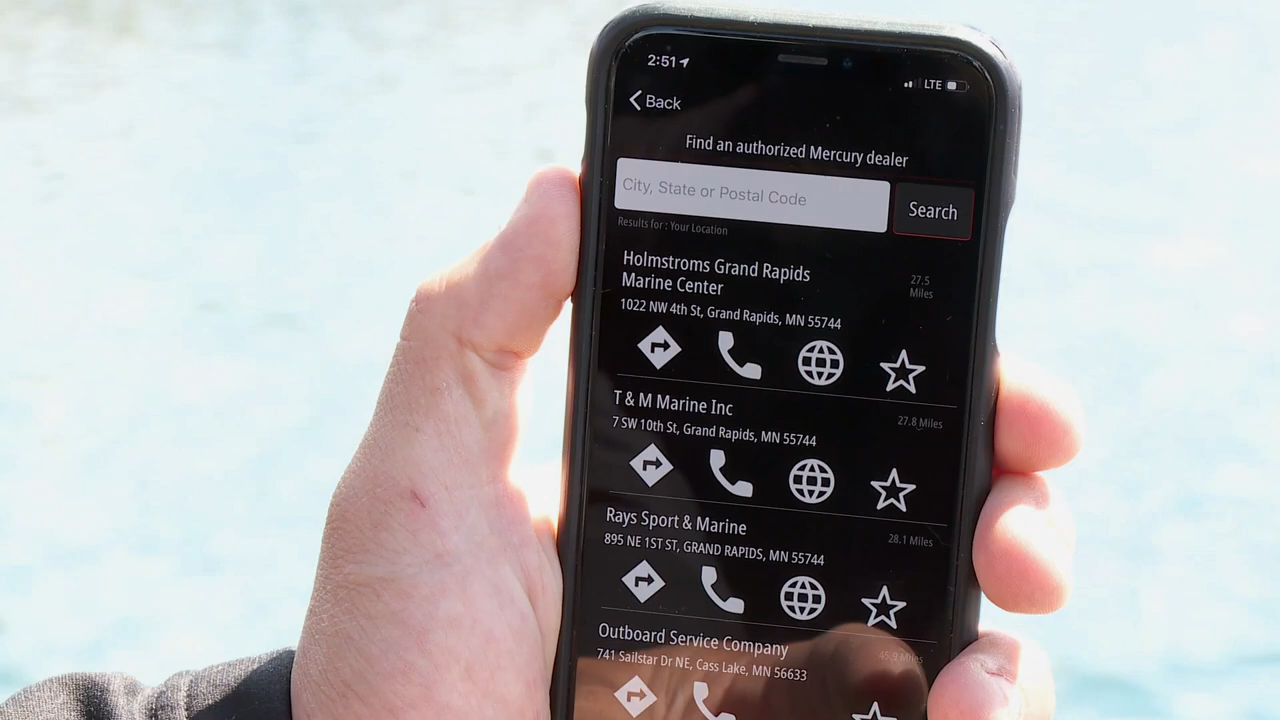 2:51
LTE
Back
Find an authorized Mercury dealer
City, State or Postal Code
Search
Results for : Your Location
Holmstroms Grand Rapids
Marine Center
27.5
Miles
1022 NW 4th St, Grand Rapids, MN 55744
T & M Marine Inc
27.8 Miles
7 SW 10th St, Grand Rapids, MN 55744
Rays Sport & Marine
28.1 Miles
895 NE 1ST ST, GRAND RAPIDS, MN 55744
Outboard Service Company
45.9 Miles
741 Sailstar Dr NE, Cass Lake, MN 56633